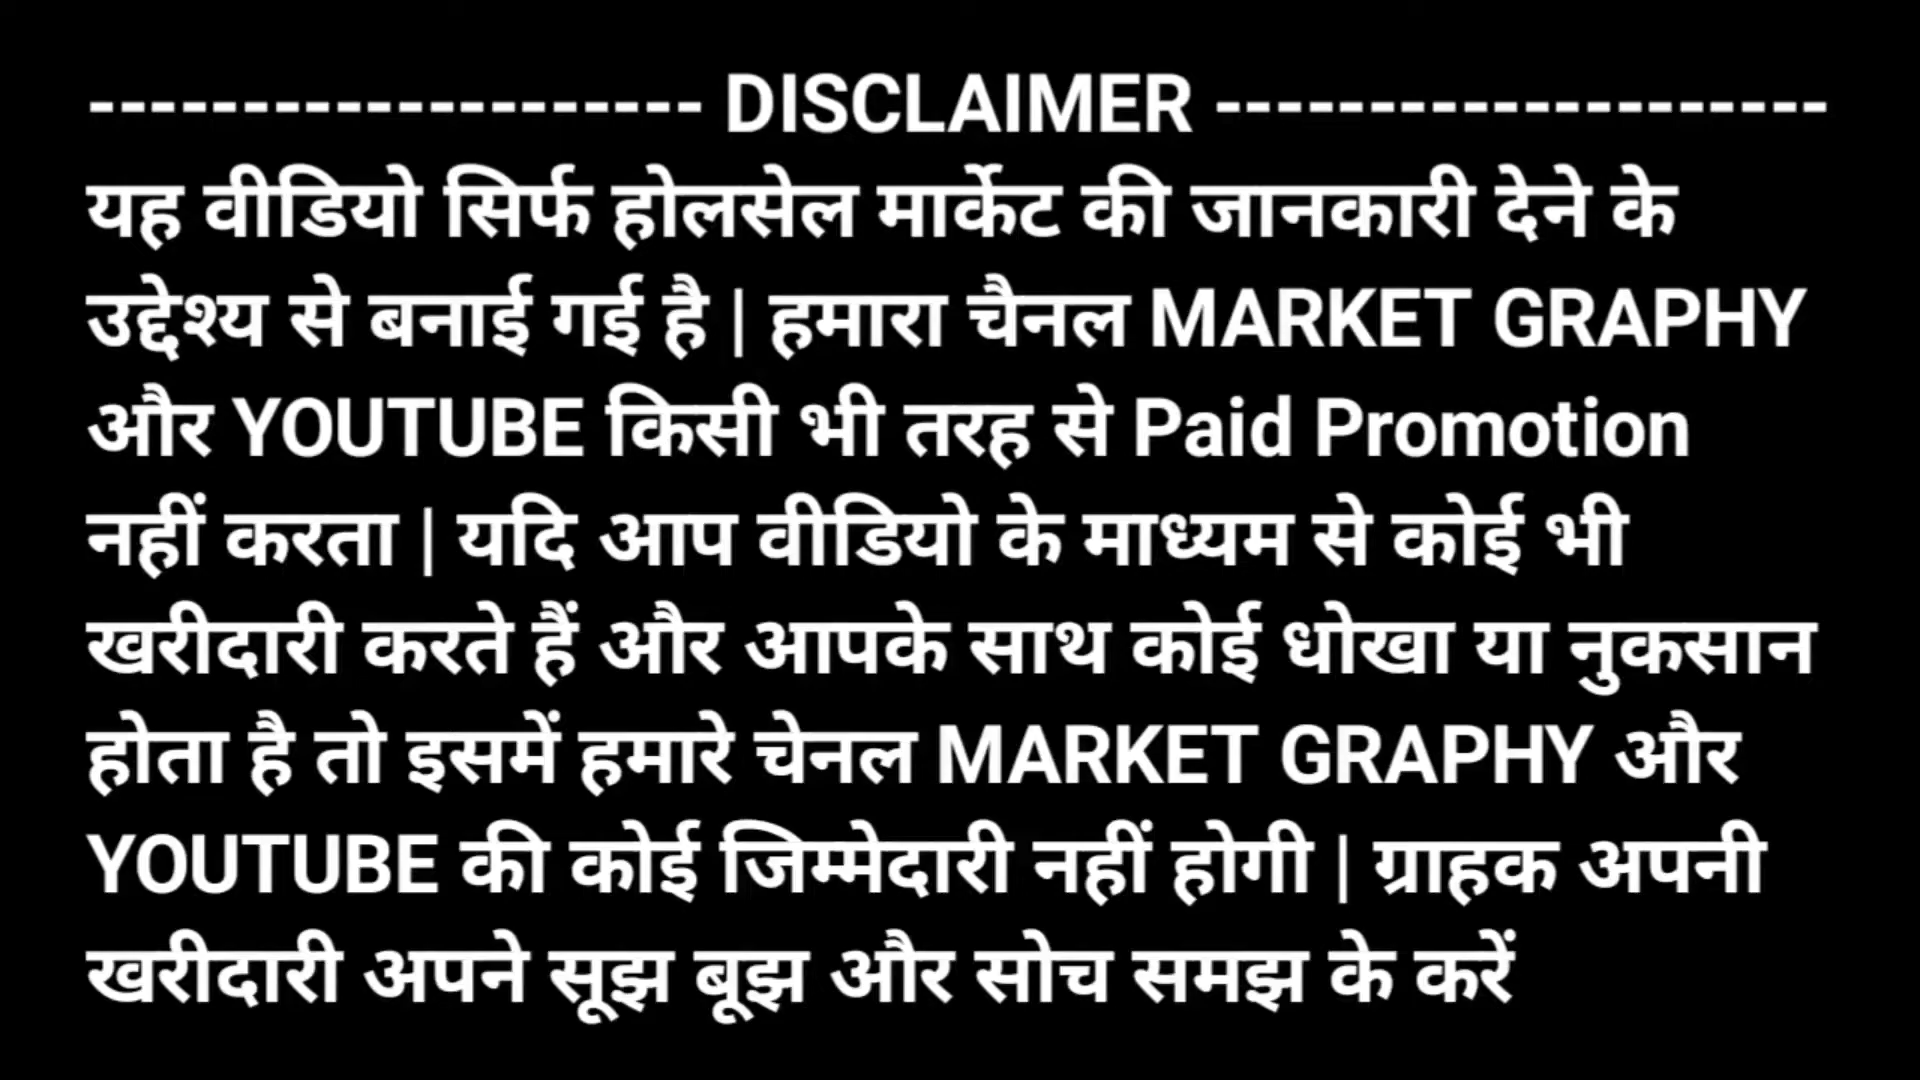 -------------------- DISCLAIMER --------------------
यह वीडियो सिर्फ होलसेल मार्केट की जानकारी देने के
उद्देश्य से बनाई गई है | हमारा चैनल MARKET GRAPHY
और YOUTUBE किसी भी तरह से Paid Promotion
नहीं करता | यदि आप वीडियो के माध्यम से कोई भी
खरीदारी करते हैं और आपके साथ कोई धोखा या नुकसान
होता है तो इसमें हमारे चेनल MARKET GRAPHY और
YOUTUBE की कोई जिम्मेदारी नहीं होगी | ग्राहक अपनी
खरीदारी अपने सूझ बूझ और सोच समझ के करें